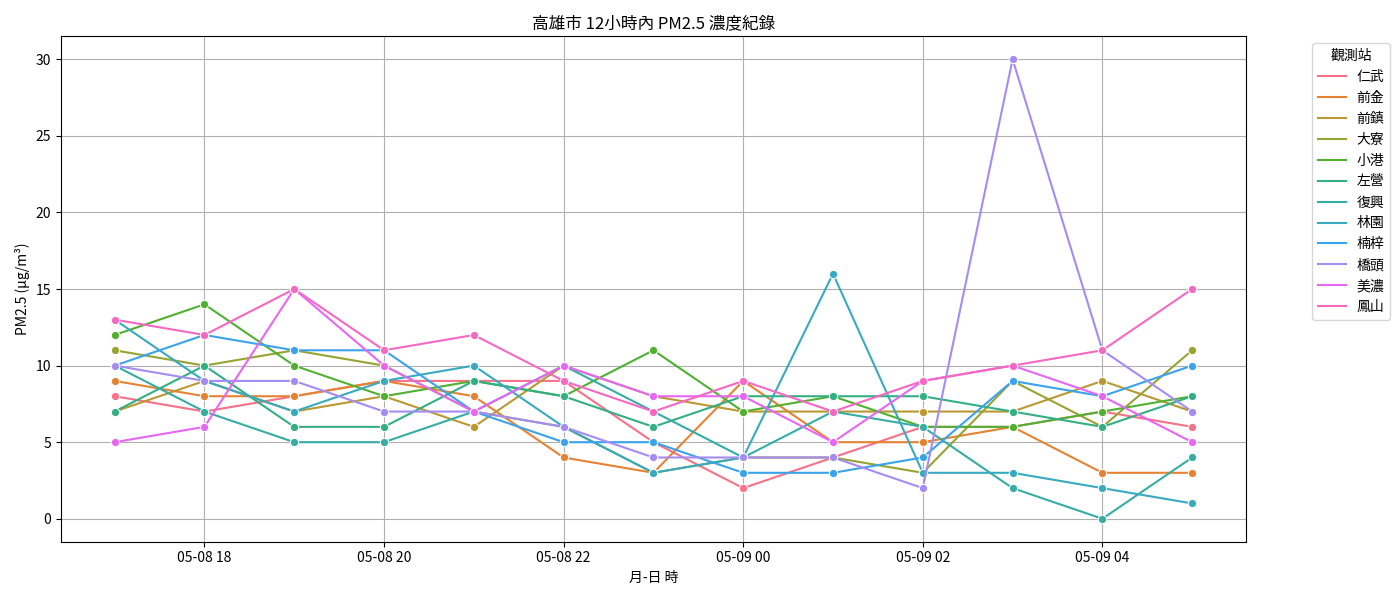 高雄市 12小時內 PM2.5 濃度紀錄
PM2.5 (μg/m³)
30
25
20
15
10
5
0
05-08 18
05-08 20
05-08 22
05-09 00
05-09 02
05-09 04
月-日 時
觀測站
仁武
前金
前鎮
大寮
小港
左營
復興
林園
楠梓
橋頭
美濃
鳳山